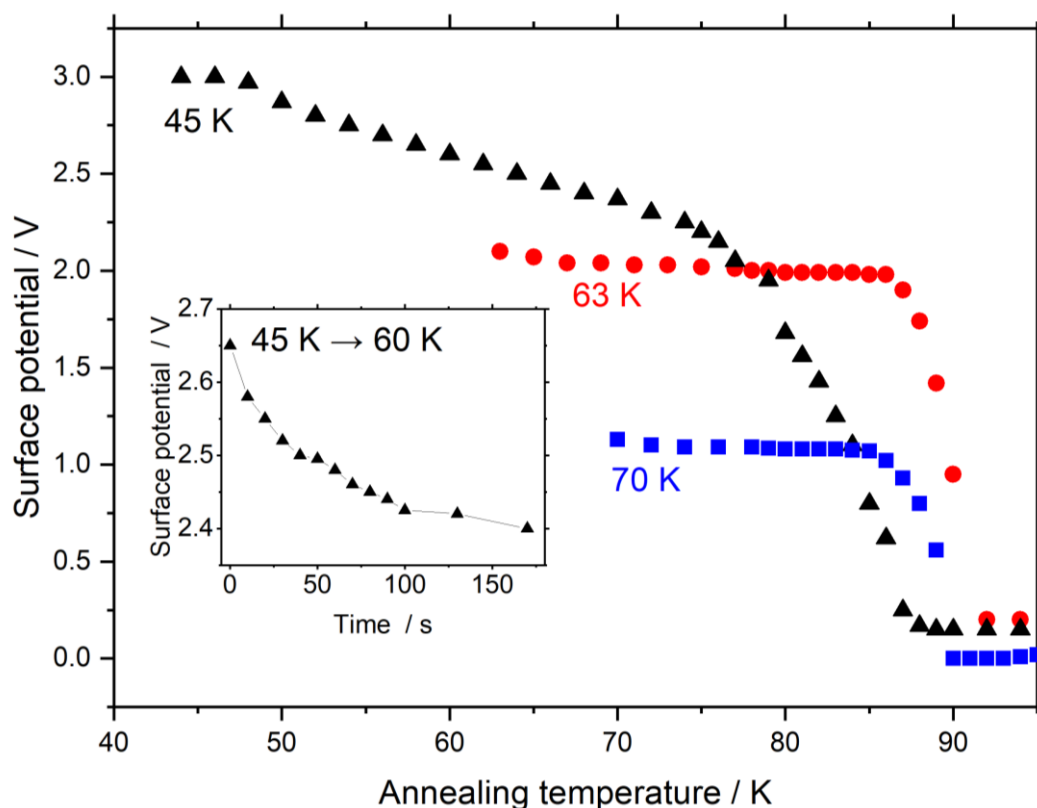 3.0
2.5
2.0
1.5
1.0
0.5
0.0
Surface potential / V
45 K
63 K
70 K
2.7
2.6
2.5
2.4
Surface potential / V
45 K → 60 K
0 50 100 150
Time / s
40 50 60 70 80 90
Annealing temperature / K